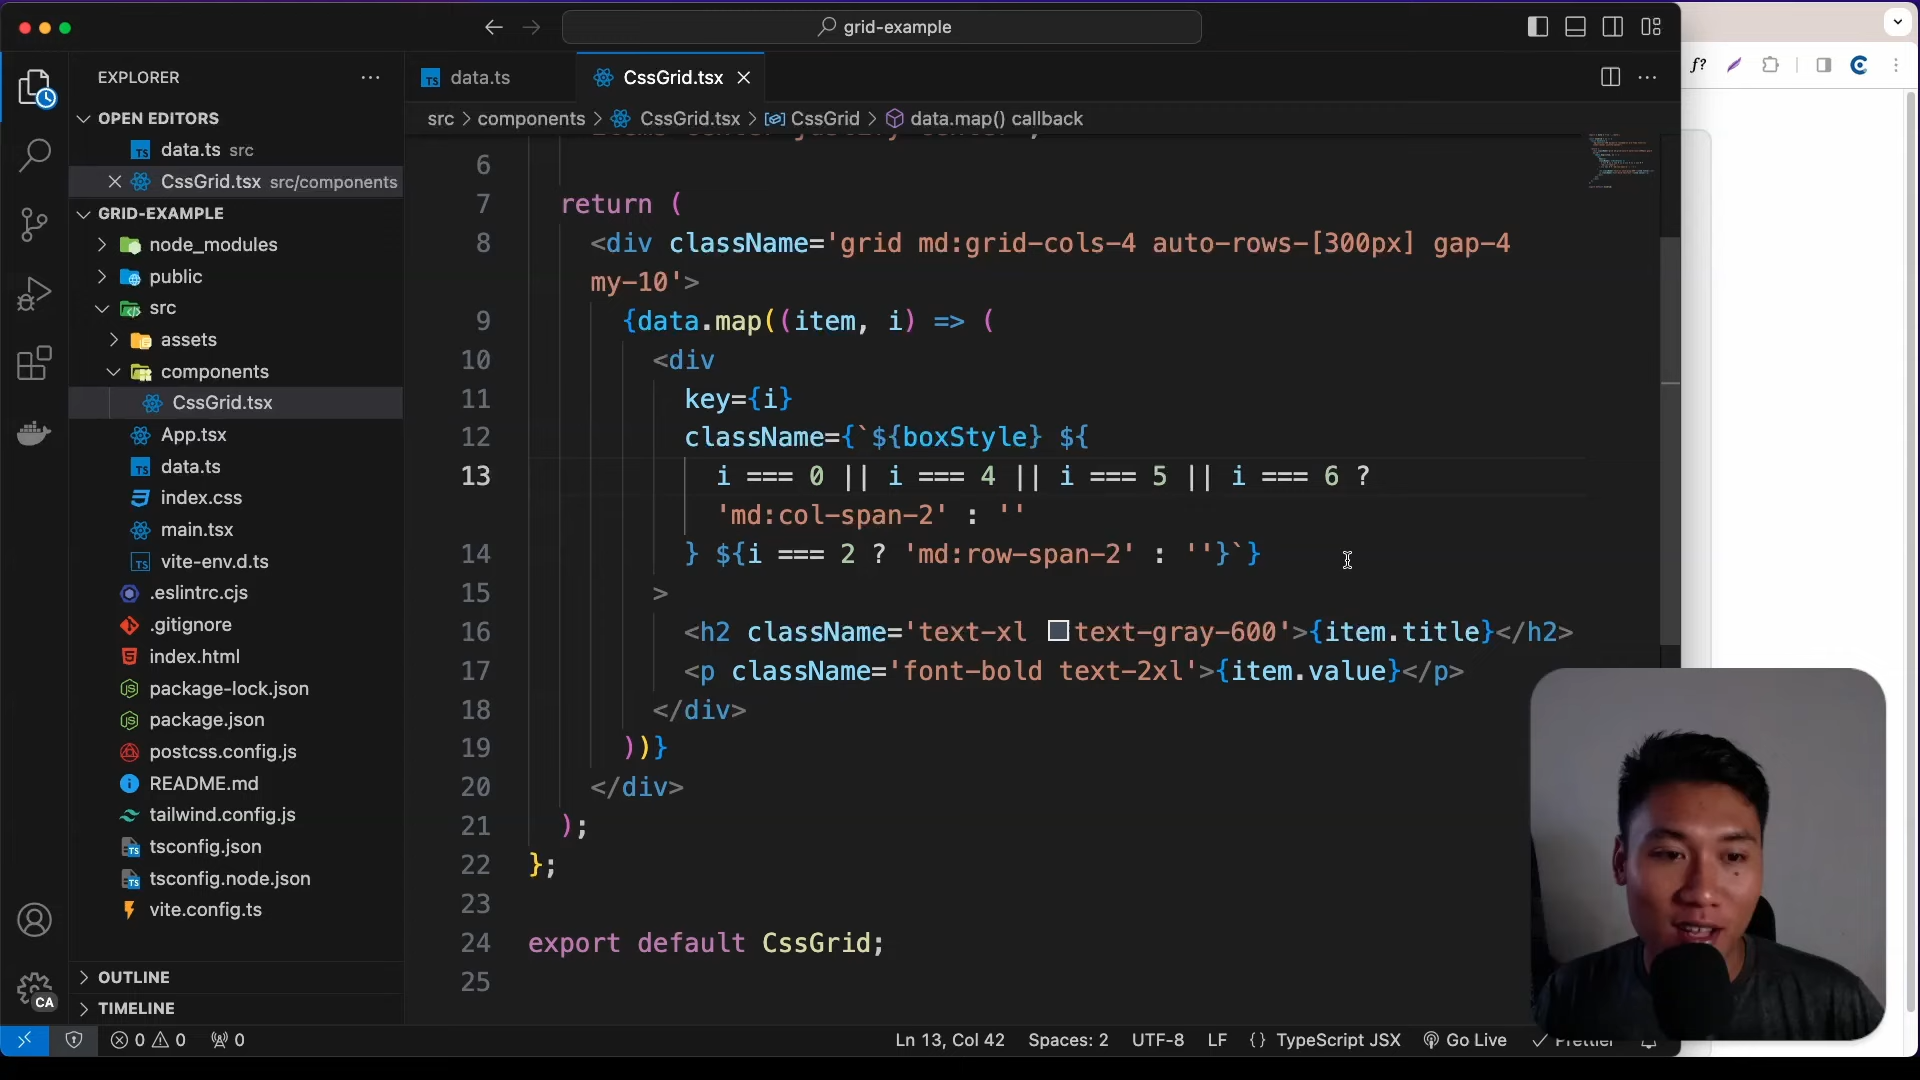 grid-example
f?
EXPLORER
data.ts
CssGrid.tsx
OPEN EDITORS
src > components > CssGrid.tsx > CssGrid > data.map() callback
data.ts src
CssGrid.tsx src/components
GRID-EXAMPLE
node_modules
public
src
assets
components
CssGrid.tsx
App.tsx
data.ts
index.css
main.tsx
vite-env.d.ts
.eslintrc.cjs
.gitignore
index.html
package-lock.json
package.json
postcss.config.js
README.md
tailwind.config.js
tsconfig.json
tsconfig.node.json
vite.config.ts
OUTLINE
TIMELINE
6
7 return (
8 <div className='grid md:grid-cols-4 auto-rows-[300px] gap-4
my-10'>
9 {data.map((item, i) => (
10 <div
11 key={i}
12 className={`${boxStyle} ${
13 i === 0 || i === 4 || i === 5 || i === 6 ?
'md:col-span-2' : ''
14 } ${i === 2 ? 'md:row-span-2' : ''}`}
15 >
16 <h2 className='text-xl text-gray-600'>{item.title}</h2>
17 <p className='font-bold text-2xl'>{item.value}</p>
18 </div>
19 ))}
20 </div>
21 );
22 };
23
24 export default CssGrid;
25
CA
0 0 0
Ln 13, Col 42 Spaces: 2 UTF-8 LF {} TypeScript JSX Go Live Prettier